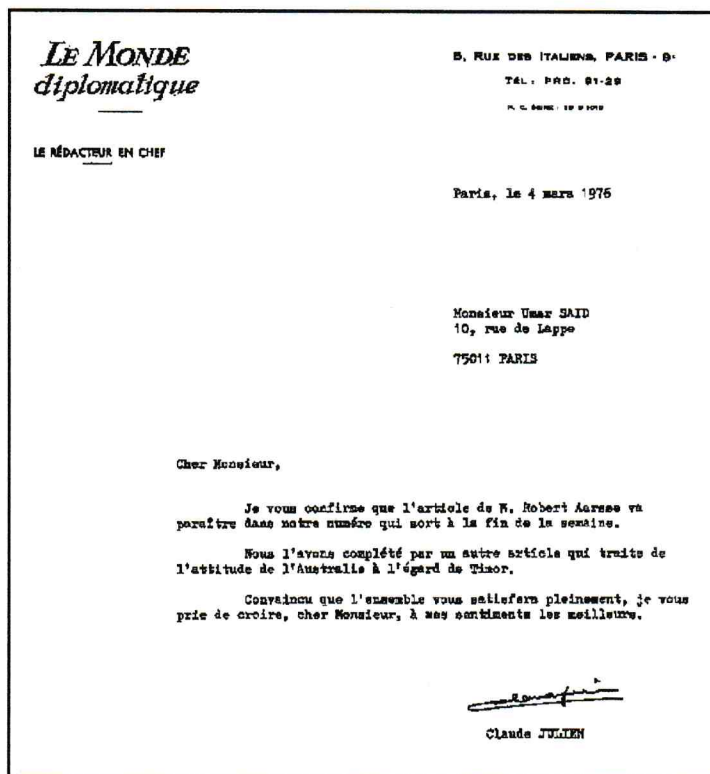 LE MONDE
diplomatique
5, RUE DES ITALIENS, PARIS - 9e
TÉL. : PRO. 91-29
LE RÉDACTEUR EN CHEF
Paris, le 4 mars 1976
Monsieur Umar SAID
10, rue de Lappe
75011 PARIS
Cher Monsieur,
Je vous confirme que l'article de M. Robert Aarsse va
paraître dans notre numéro qui sort à la fin de la semaine.
Nous l'avons complété par un autre article qui traite de
l'attitude de l'Australie à l'égard de Timor.
Convaincu que l'ensemble vous satisfera pleinement, je vous
prie de croire, cher Monsieur, à mes sentiments les meilleurs.
Claude JULIEN